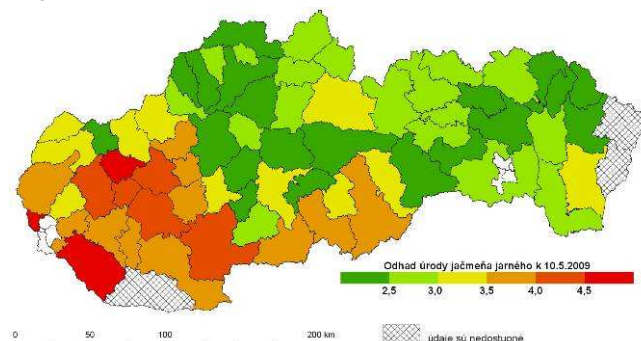 Odhad úrody jačmeňa jarného k 10.5.2009
2,5 3,0 3,5 4,0 4,5
0 50 100 200 km
údaje sú nedostupné